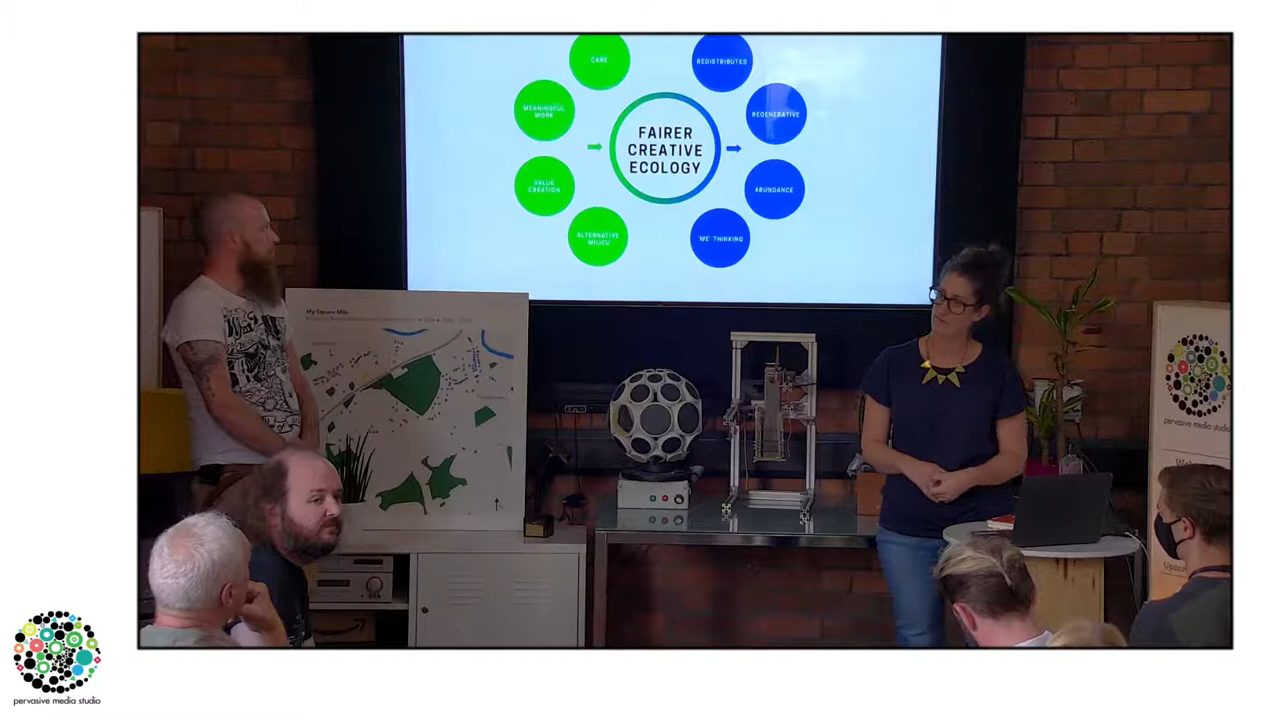 CARE
REDISTRIBUTES
MEANINGFUL
WORK
REGENERATIVE
FAIRER
CREATIVE
ECOLOGY
VALUE
CREATION
ABUNDANCE
ALTERNATIVE
MILIEU
WE THINKING
My Square Mile
pervasive media studio
Upcom
pervasive media studio